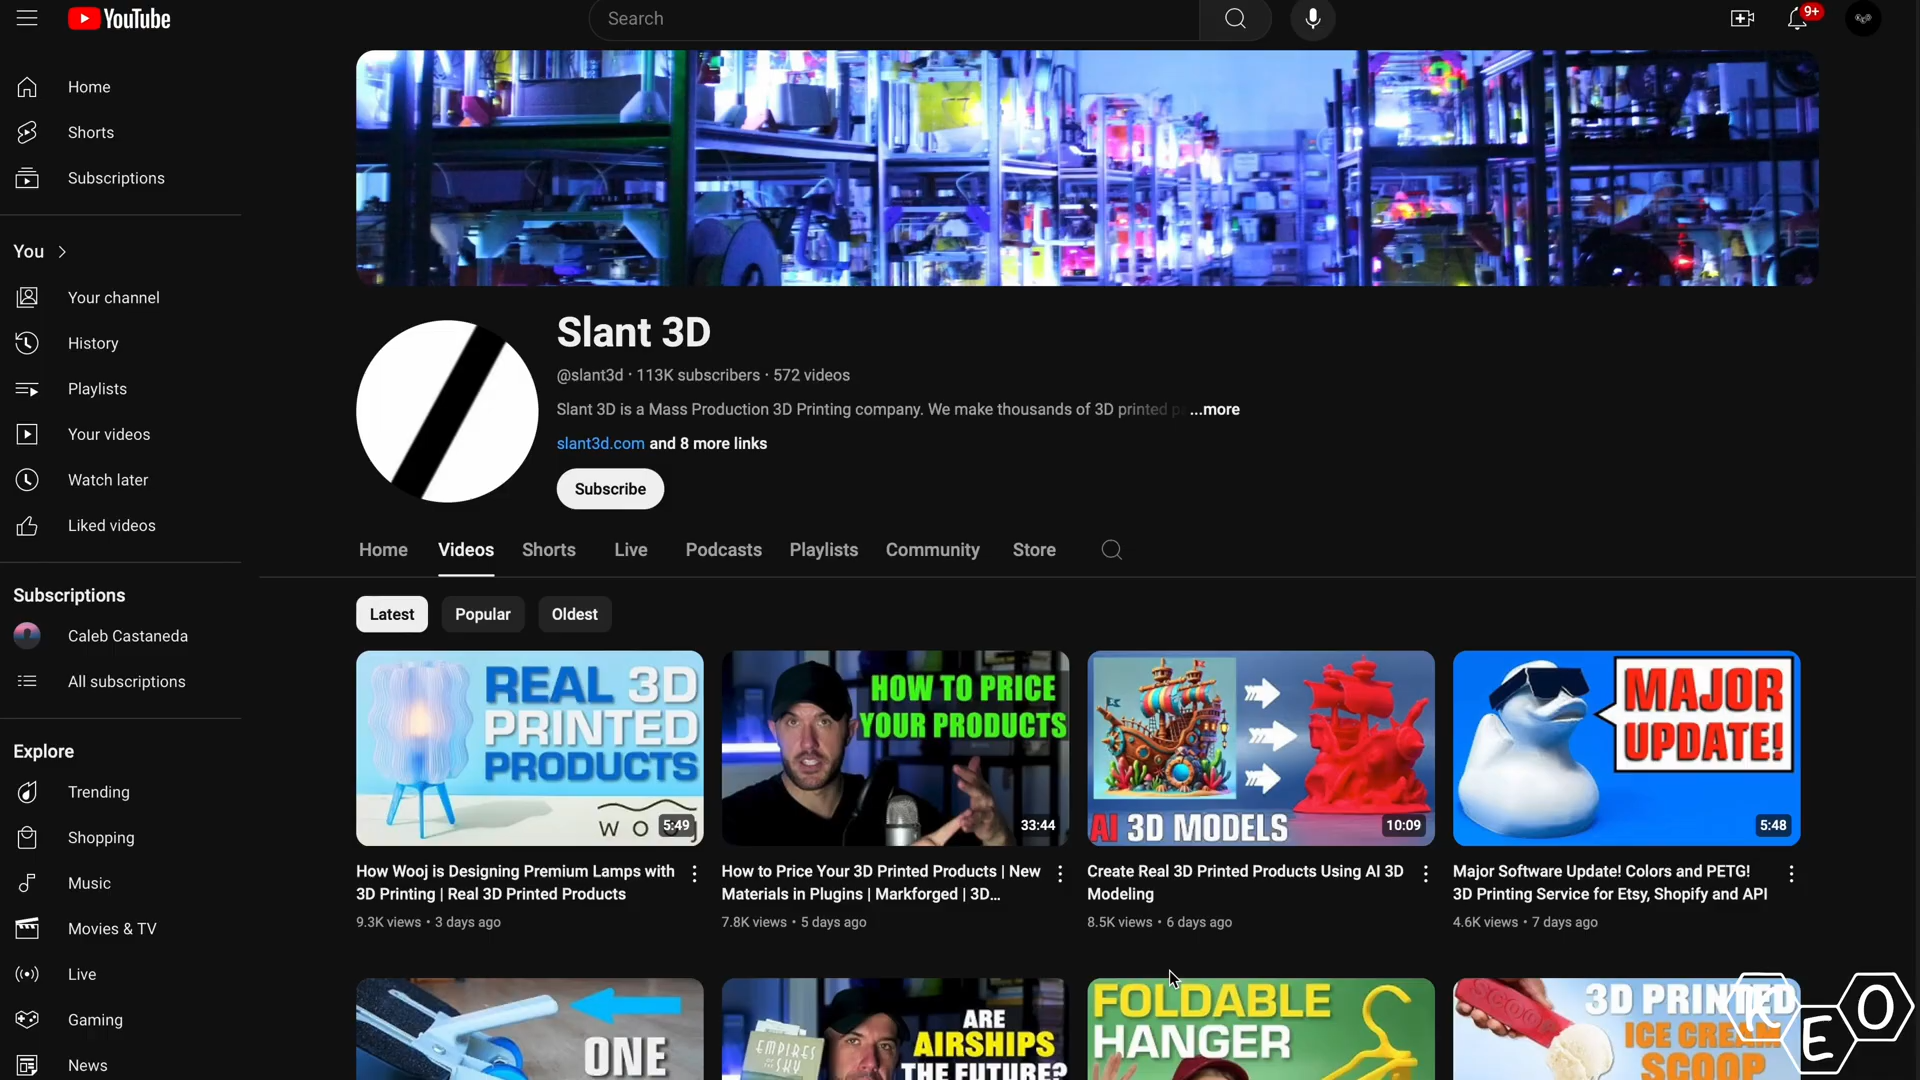 YouTube
Search
9+
Home
Shorts
Subscriptions
You
Your channel
History
Playlists
Your videos
Watch later
Liked videos
Subscriptions
Caleb Castaneda
All subscriptions
Explore
Trending
Shopping
Music
Movies & TV
Live
Gaming
News
Slant 3D
@slant3d · 113K subscribers · 572 videos
Slant 3D is a Mass Production 3D Printing company. We make thousands of 3D printed ...more
slant3d.com and 8 more links
Subscribe
Home Videos Shorts Live Podcasts Playlists Community Store
Latest Popular Oldest
REAL 3D
PRINTED
PRODUCTS
WOOJ
5:49
How Wooj is Designing Premium Lamps with
3D Printing | Real 3D Printed Products
9.3K views • 3 days ago
HOW TO PRICE
YOUR PRODUCTS
33:44
How to Price Your 3D Printed Products | New
Materials in Plugins | Markforged | 3D...
7.8K views • 5 days ago
AI 3D MODELS
10:09
Create Real 3D Printed Products Using AI 3D
Modeling
8.5K views • 6 days ago
MAJOR
UPDATE!
5:48
Major Software Update! Colors and PETG!
3D Printing Service for Etsy, Shopify and API
4.6K views • 7 days ago
ONE
EMPIRES
SKY
ARE
AIRSHIPS
THE FUTURE?
FOLDABLE
HANGER
3D PRINTED
ICE CREAM
SCOOP
KEO